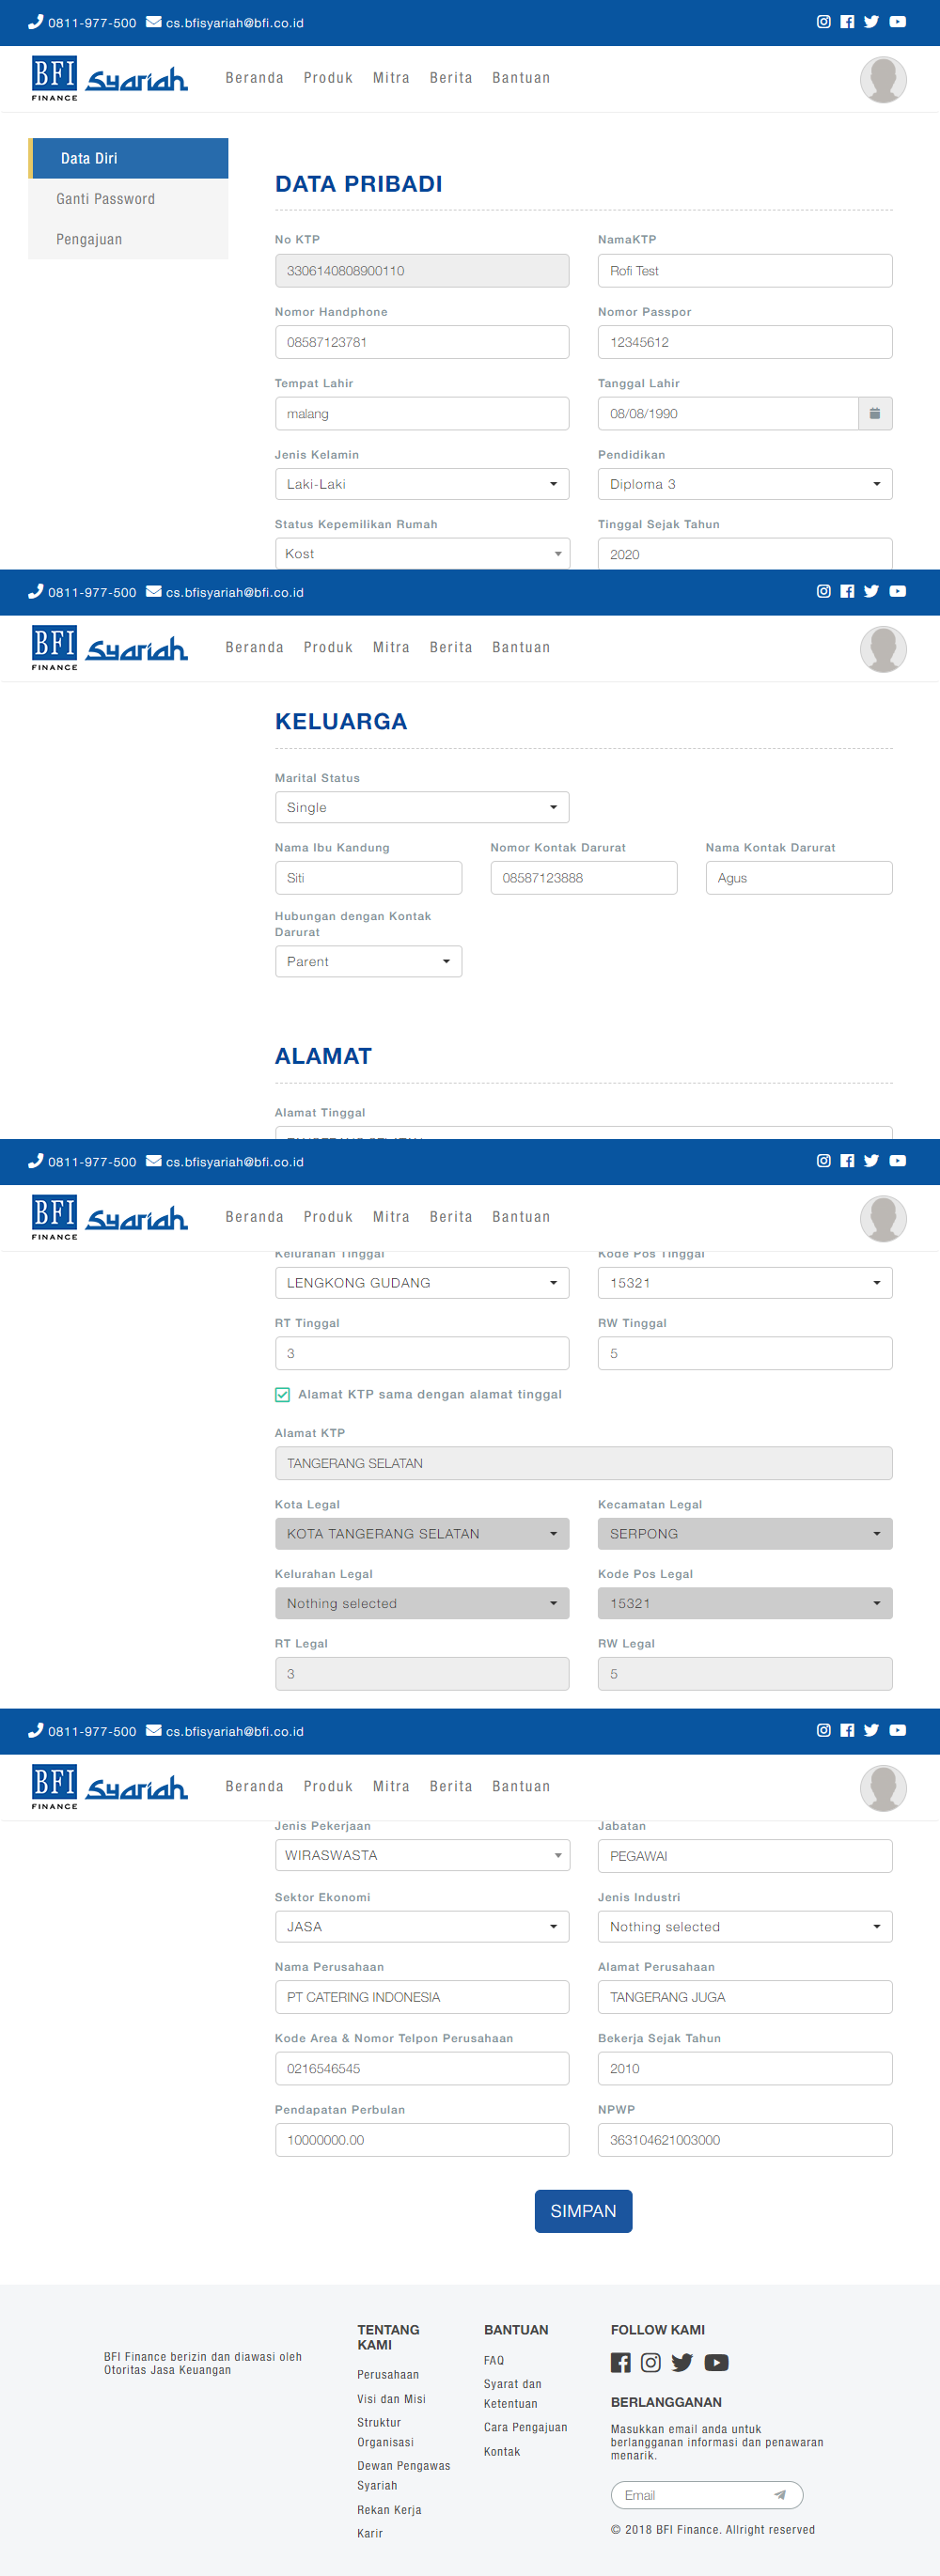 0811-977-500 cs.bfisyariah@bfi.co.id
BFI FINANCE Syariah Beranda Produk Mitra Berita Bantuan
Data Diri
Ganti Password
Pengajuan
DATA PRIBADI
No KTP NamaKTP
3306140808900110 Rofi Test
Nomor Handphone Nomor Passpor
08587123781 12345612
Tempat Lahir Tanggal Lahir
malang 08/08/1990
Jenis Kelamin Pendidikan
Laki-Laki Diploma 3
Status Kepemilikan Rumah Tinggal Sejak Tahun
Kost 2020
0811-977-500 cs.bfisyariah@bfi.co.id
BFI FINANCE Syariah Beranda Produk Mitra Berita Bantuan
KELUARGA
Marital Status
Single
Nama Ibu Kandung Nomor Kontak Darurat Nama Kontak Darurat
Siti 08587123888 Agus
Hubungan dengan Kontak
Darurat
Parent
ALAMAT
Alamat Tinggal
0811-977-500 cs.bfisyariah@bfi.co.id
BFI FINANCE Syariah Beranda Produk Mitra Berita Bantuan
Kelurahan Tinggal Kode Pos Tinggal
LENGKONG GUDANG 15321
RT Tinggal RW Tinggal
3 5
Alamat KTP sama dengan alamat tinggal
Alamat KTP
TANGERANG SELATAN
Kota Legal Kecamatan Legal
KOTA TANGERANG SELATAN SERPONG
Kelurahan Legal Kode Pos Legal
Nothing selected 15321
RT Legal RW Legal
3 5
0811-977-500 cs.bfisyariah@bfi.co.id
BFI FINANCE Syariah Beranda Produk Mitra Berita Bantuan
Jenis Pekerjaan Jabatan
WIRASWASTA PEGAWAI
Sektor Ekonomi Jenis Industri
JASA Nothing selected
Nama Perusahaan Alamat Perusahaan
PT CATERING INDONESIA TANGERANG JUGA
Kode Area & Nomor Telpon Perusahaan Bekerja Sejak Tahun
0216546545 2010
Pendapatan Perbulan NPWP
10000000.00 363104621003000
SIMPAN
BFI Finance berizin dan diawasi oleh
Otoritas Jasa Keuangan
TENTANG
KAMI
Perusahaan
Visi dan Misi
Struktur
Organisasi
Dewan Pengawas
Syariah
Rekan Kerja
Karir
BANTUAN
FAQ
Syarat dan
Ketentuan
Cara Pengajuan
Kontak
FOLLOW KAMI
BERLANGGANAN
Masukkan email anda untuk
berlangganan informasi dan penawaran
menarik.
Email
© 2018 BFI Finance. Allright reserved